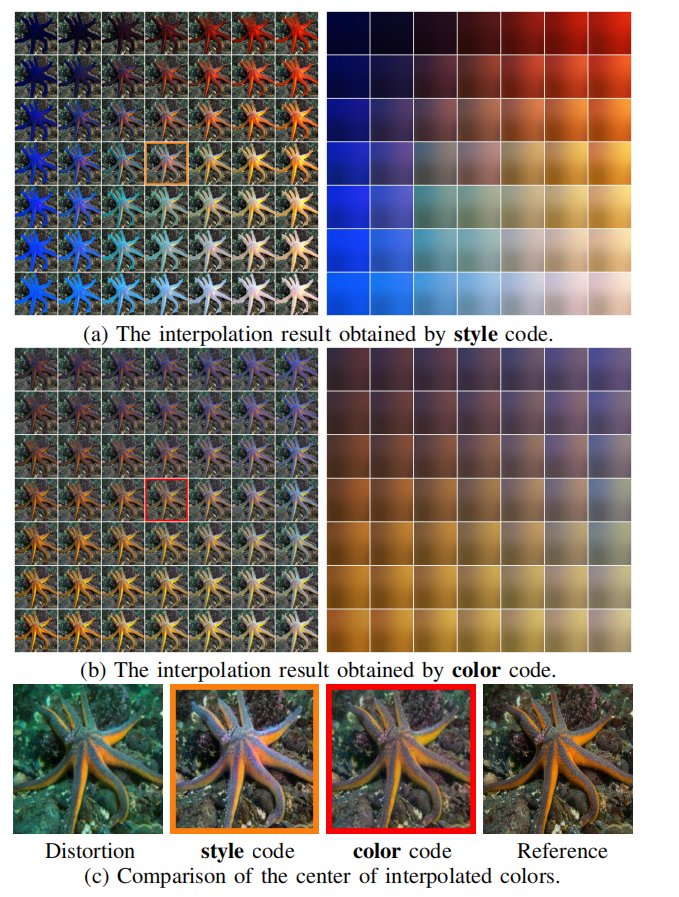 (a) The interpolation result obtained by style code.
(b) The interpolation result obtained by color code.
Distortion style code color code Reference
(c) Comparison of the center of interpolated colors.